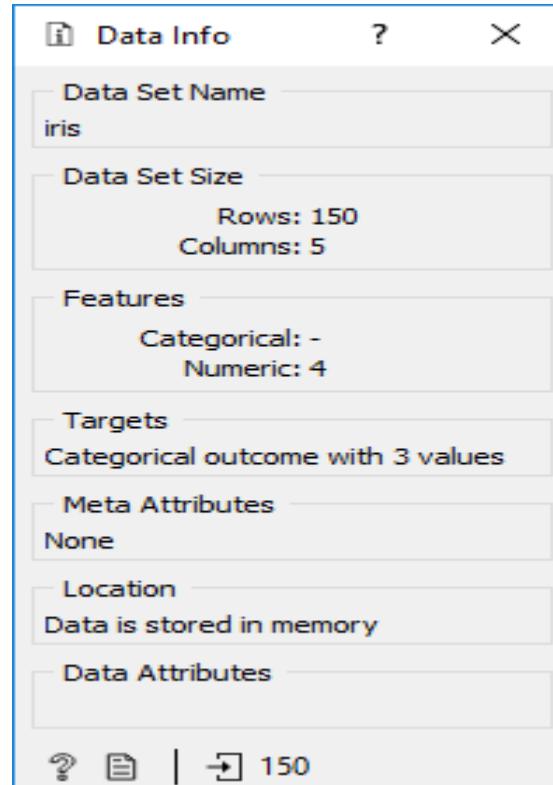 Data Info ?
Data Set Name
iris
Data Set Size
Rows: 150
Columns: 5
Features
Categorical: -
Numeric: 4
Targets
Categorical outcome with 3 values
Meta Attributes
None
Location
Data is stored in memory
Data Attributes
? 150